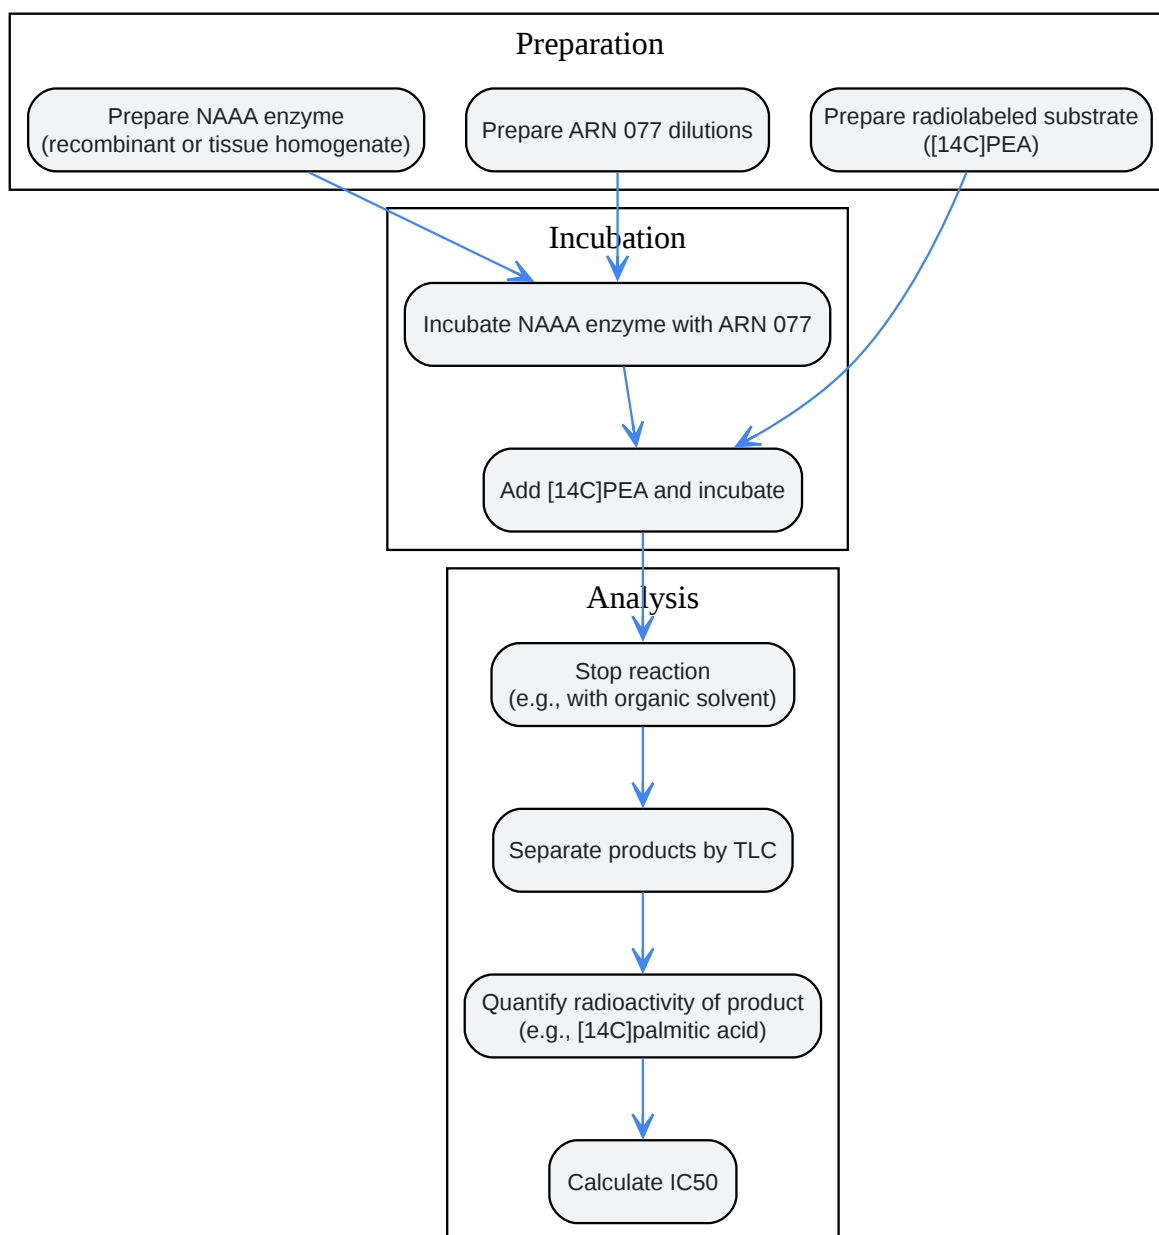 Preparation
Prepare NAAA enzyme
(recombinant or tissue homogenate)
Prepare ARN 077 dilutions
Prepare radiolabeled substrate
([14C]PEA)
Incubation
Incubate NAAA enzyme with ARN 077
Add [14C]PEA and incubate
Analysis
Stop reaction
(e.g., with organic solvent)
Separate products by TLC
Quantify radioactivity of product
(e.g., [14C]palmitic acid)
Calculate IC50